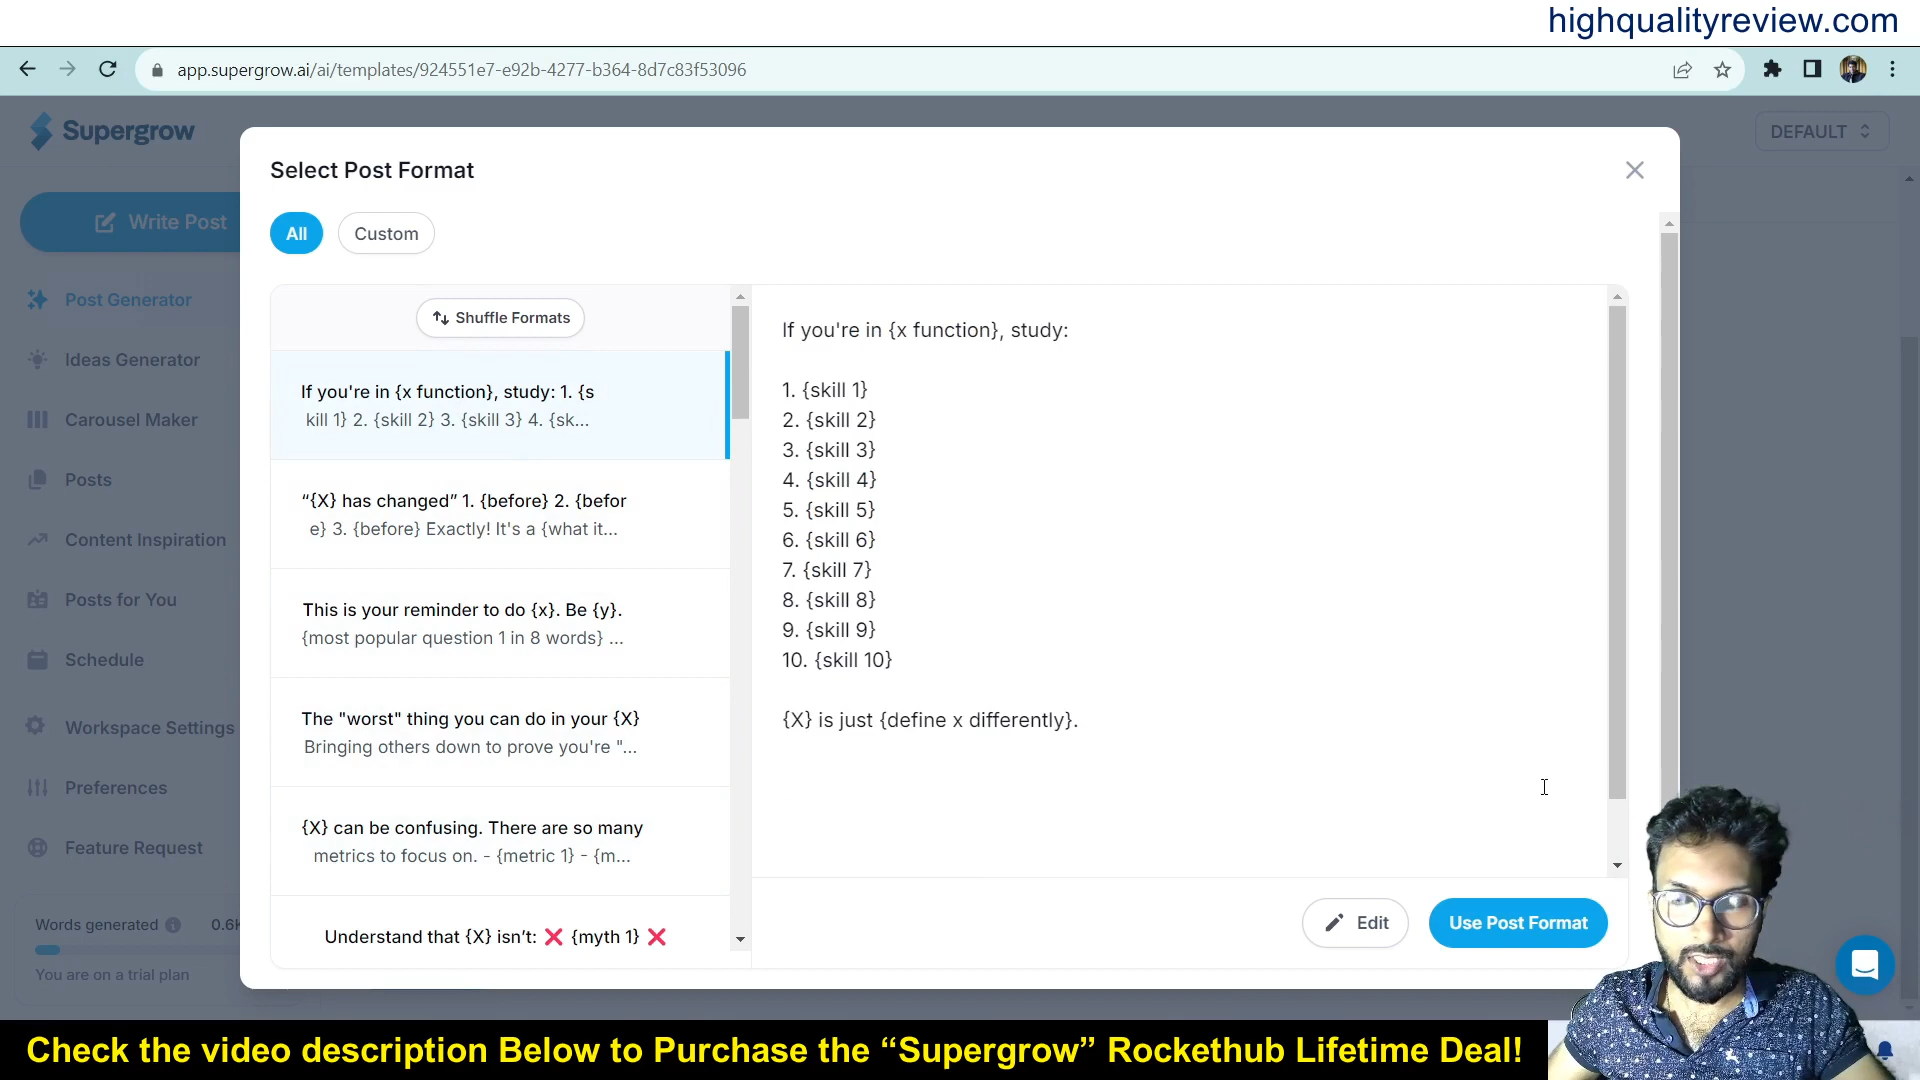 highqualityreview.com
app.supergrow.ai/ai/templates/924551e7-e92b-4277-b364-8d7c83f53096
Supergrow
DEFAULT
Select Post Format
All
Custom
Write Post
Post Generator
Ideas Generator
Carousel Maker
Posts
Content Inspiration
Posts for You
Schedule
Workspace Settings
Preferences
Feature Request
Words generated 0.6K
You are on a trial plan
Shuffle Formats
If you're in {x function}, study: 1. {s
kill 1} 2. {skill 2} 3. {skill 3} 4. {sk...
“{X} has changed” 1. {before} 2. {befor
e} 3. {before} Exactly! It's a {what it...
This is your reminder to do {x}. Be {y}.
{most popular question 1 in 8 words} ...
The "worst" thing you can do in your {X}
Bringing others down to prove you're "...
{X} can be confusing. There are so many
metrics to focus on. - {metric 1} - {m...
Understand that {X} isn’t: ❌ {myth 1} ❌
If you're in {x function}, study:
1. {skill 1}
2. {skill 2}
3. {skill 3}
4. {skill 4}
5. {skill 5}
6. {skill 6}
7. {skill 7}
8. {skill 8}
9. {skill 9}
10. {skill 10}
{X} is just {define x differently}.
Edit
Use Post Format
Check the video description Below to Purchase the “Supergrow” Rockethub Lifetime Deal!